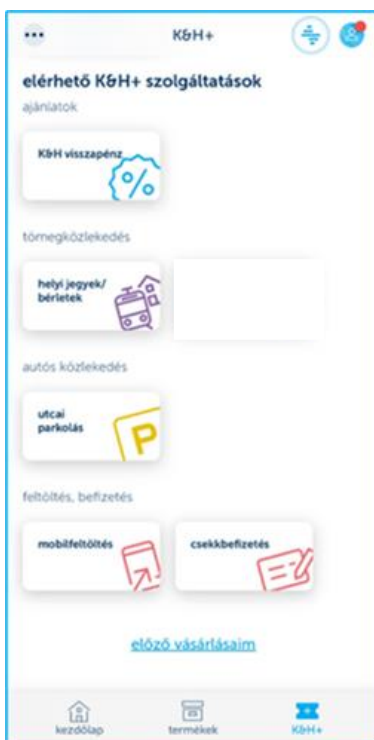 K&H+
elérhető K&H+ szolgáltatások
ajánlatok
K&H visszapénz
tömegközlekedés
helyi jegyek/
bérletek
autós közlekedés
utcai
parkolás
P
feltöltés, befizetés
mobilfeltöltés
csekkbefizetés
előző vásárlásaim
kezdőlap
termékek
K&H+